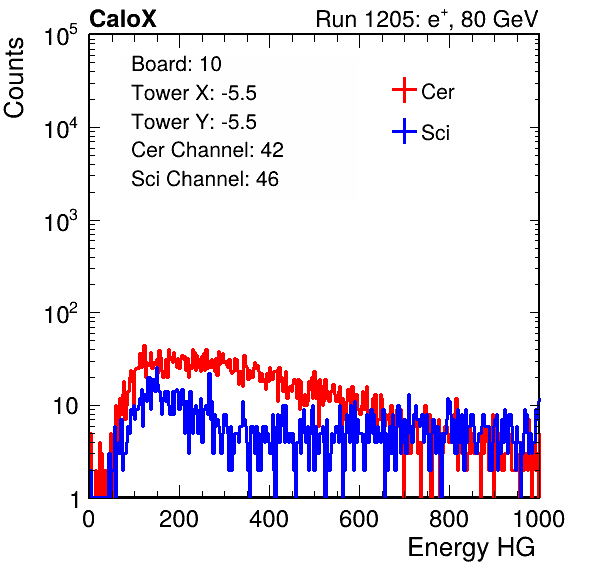 CaloX Run 1205: e⁺, 80 GeV
Counts
10⁵
10⁴
10³
10²
10
1
Board: 10
Tower X: -5.5
Tower Y: -5.5
Cer Channel: 42
Sci Channel: 46
Cer
Sci
0 200 400 600 800 1000
Energy HG